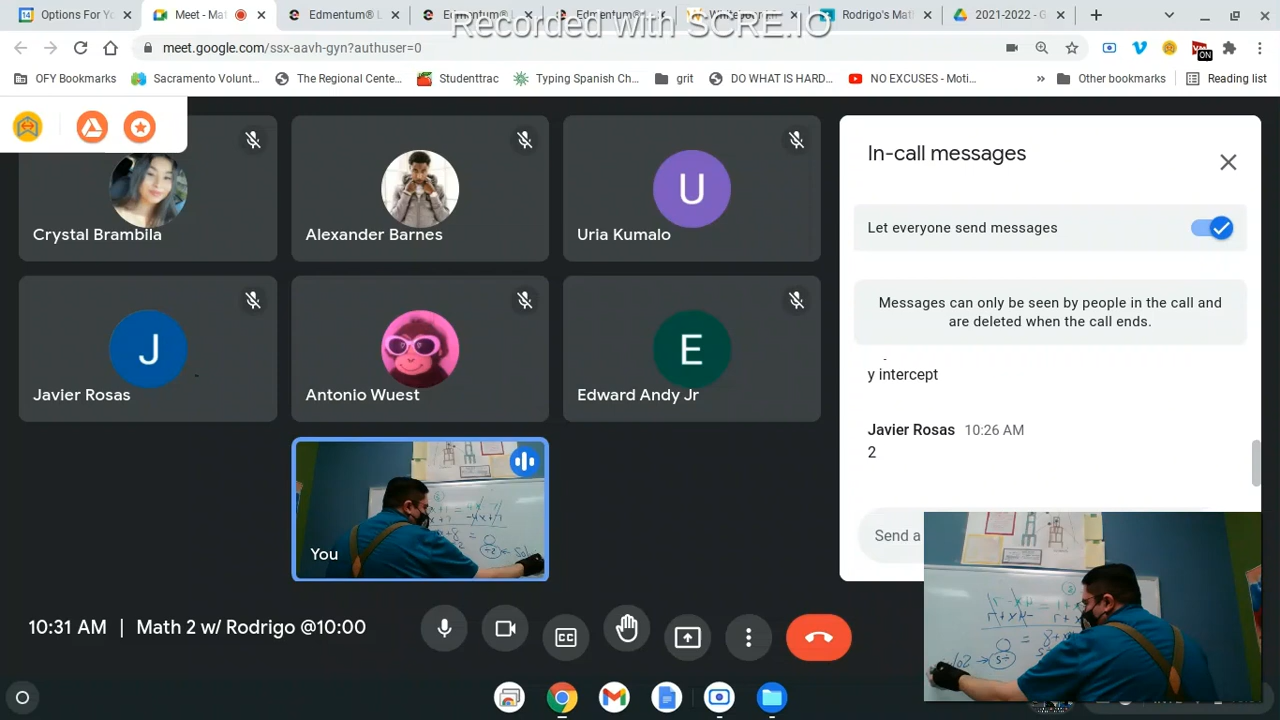 Options For Y
Meet - Ma
Edmentum® L
Edmentum®
Edmentum®
Whiteboard
Rodrigo's Mat
2021-2022 - G
Recorded with SCRE.IO
meet.google.com/ssx-aavh-gyn?authuser=0
ON
OFY Bookmarks
Sacramento Volunt...
The Regional Cente...
Studenttrac
Typing Spanish Ch...
grit
DO WHAT IS HARD...
NO EXCUSES - Moti...
»
Other bookmarks
Reading list
Crystal Brambila
Alexander Barnes
U
Uria Kumalo
J
Javier Rosas
Antonio Wuest
E
Edward Andy Jr
You
In-call messages
Let everyone send messages
Messages can only be seen by people in the call and
are deleted when the call ends.
y intercept
Javier Rosas 10:26 AM
2
Send a
10:31 AM | Math 2 w/ Rodrigo @10:00
CC